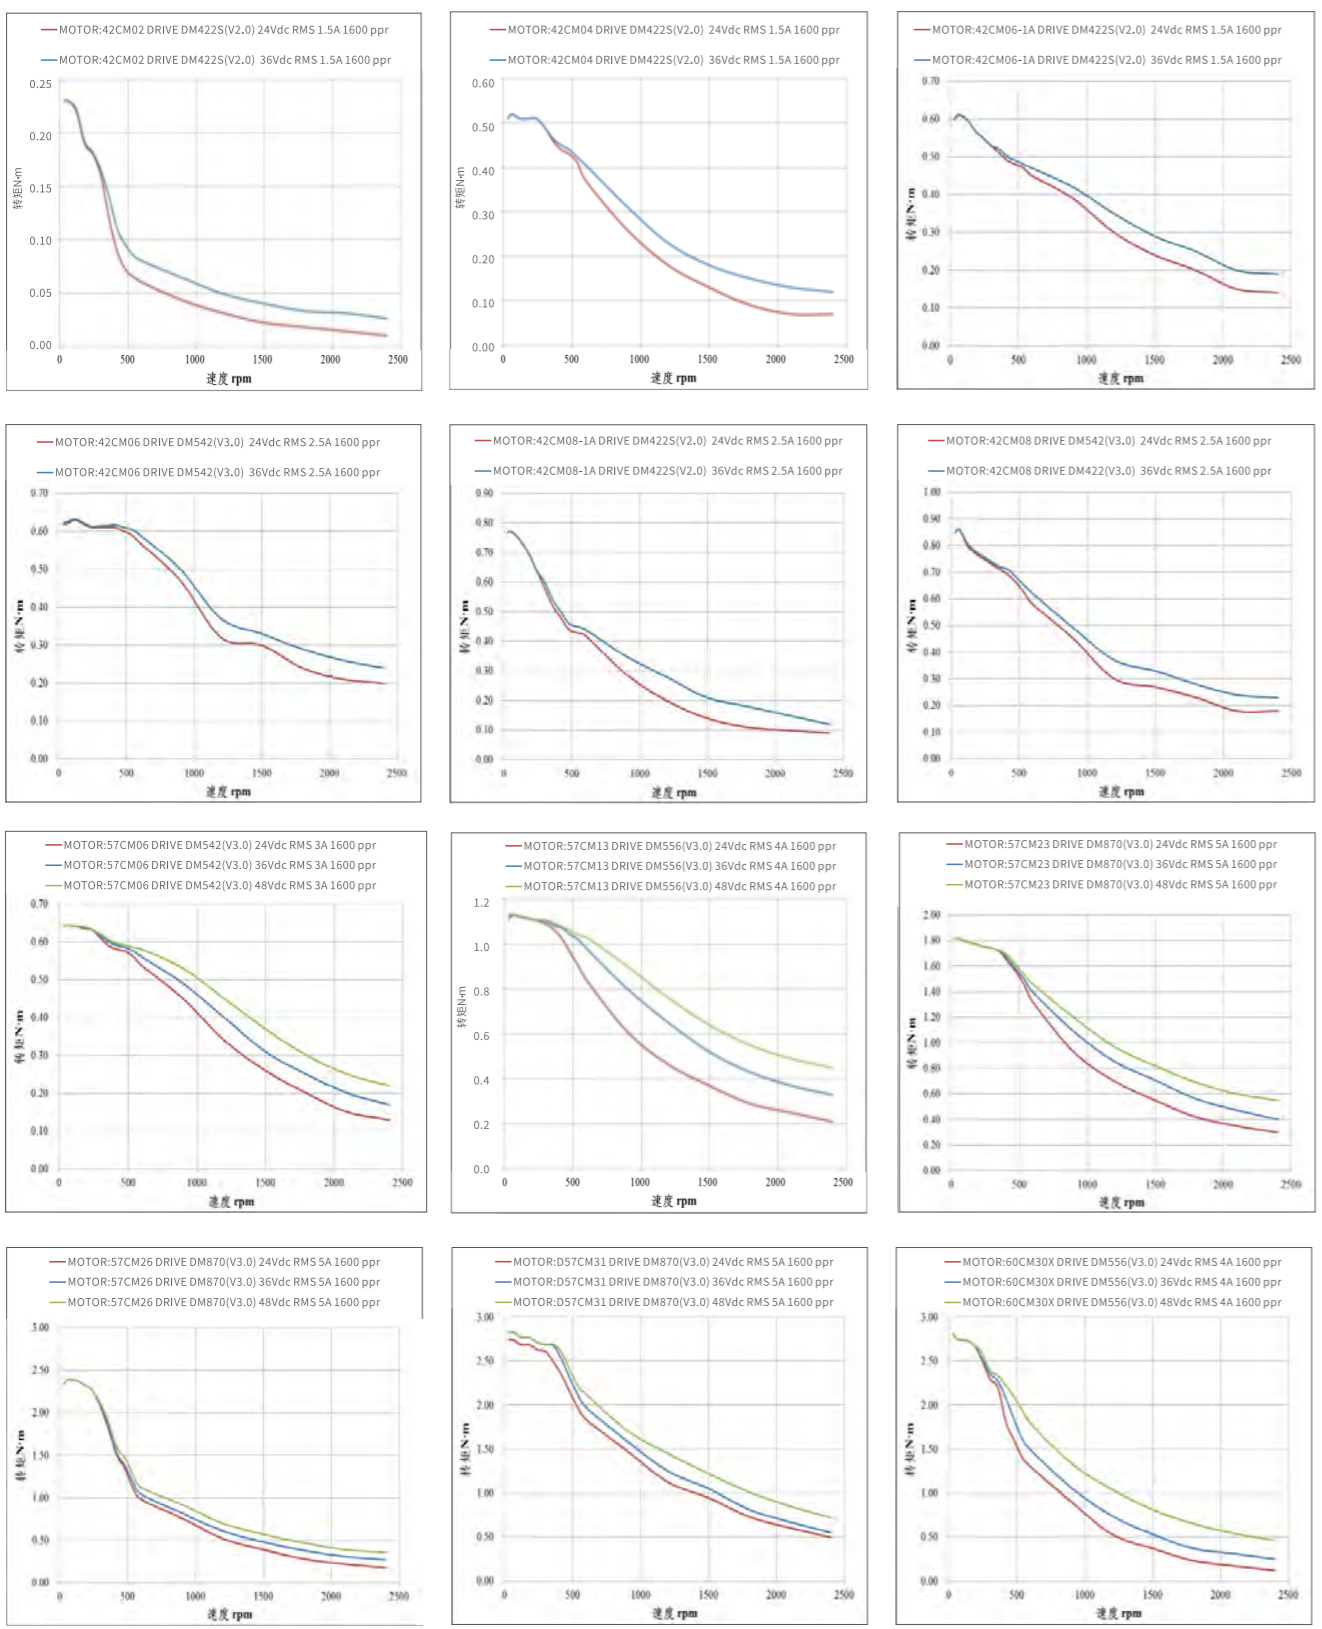 MOTOR:42CM02 DRIVE DM422S(V2.0) 24Vdc RMS 1.5A 1600 ppr
MOTOR:42CM02 DRIVE DM422S(V2.0) 36Vdc RMS 1.5A 1600 ppr
0.25
0.20
0.15
0.10
0.05
0.00
转矩N·m
0 500 1000 1500 2000 2500
速度 rpm
MOTOR:42CM04 DRIVE DM422S(V2.0) 24Vdc RMS 1.5A 1600 ppr
MOTOR:42CM04 DRIVE DM422S(V2.0) 36Vdc RMS 1.5A 1600 ppr
0.60
0.50
0.40
0.30
0.20
0.10
0.00
转矩N·m
0 500 1000 1500 2000 2500
速度 rpm
MOTOR:42CM06-1A DRIVE DM422S(V2.0) 24Vdc RMS 1.5A 1600 ppr
MOTOR:42CM06-1A DRIVE DM422S(V2.0) 36Vdc RMS 1.5A 1600 ppr
0.70
0.60
0.50
0.40
0.30
0.20
0.10
0.00
转矩N·m
0 500 1000 1500 2000 2500
速度 rpm
MOTOR:42CM06 DRIVE DM542(V3.0) 24Vdc RMS 2.5A 1600 ppr
MOTOR:42CM06 DRIVE DM542(V3.0) 36Vdc RMS 2.5A 1600 ppr
0.70
0.60
0.50
0.40
0.30
0.20
0.10
0.00
转矩N·m
0 500 1000 1500 2000 2500
速度 rpm
MOTOR:42CM08-1A DRIVE DM422S(V2.0) 24Vdc RMS 2.5A 1600 ppr
MOTOR:42CM08-1A DRIVE DM422S(V2.0) 36Vdc RMS 2.5A 1600 ppr
0.90
0.80
0.70
0.60
0.50
0.40
0.30
0.20
0.10
0.00
转矩N·m
0 500 1000 1500 2000 2500
速度 rpm
MOTOR:42CM08 DRIVE DM542(V3.0) 24Vdc RMS 2.5A 1600 ppr
MOTOR:42CM08 DRIVE DM422(V3.0) 36Vdc RMS 2.5A 1600 ppr
1.00
0.90
0.80
0.70
0.60
0.50
0.40
0.30
0.20
0.10
0.00
转矩N·m
0 500 1000 1500 2000 2500
速度 rpm
MOTOR:57CM06 DRIVE DM542(V3.0) 24Vdc RMS 3A 1600 ppr
MOTOR:57CM06 DRIVE DM542(V3.0) 36Vdc RMS 3A 1600 ppr
MOTOR:57CM06 DRIVE DM542(V3.0) 48Vdc RMS 3A 1600 ppr
0.70
0.60
0.50
0.40
0.30
0.20
0.10
0.00
转矩N·m
0 500 1000 1500 2000 2500
速度 rpm
MOTOR:57CM13 DRIVE DM556(V3.0) 24Vdc RMS 4A 1600 ppr
MOTOR:57CM13 DRIVE DM556(V3.0) 36Vdc RMS 4A 1600 ppr
MOTOR:57CM13 DRIVE DM556(V3.0) 48Vdc RMS 4A 1600 ppr
1.2
1.0
0.8
0.6
0.4
0.2
0.0
转矩N·m
0 500 1000 1500 2000 2500
速度 rpm
MOTOR:57CM23 DRIVE DM870(V3.0) 24Vdc RMS 5A 1600 ppr
MOTOR:57CM23 DRIVE DM870(V3.0) 36Vdc RMS 5A 1600 ppr
MOTOR:57CM23 DRIVE DM870(V3.0) 48Vdc RMS 5A 1600 ppr
2.00
1.80
1.60
1.40
1.20
1.00
0.80
0.60
0.40
0.20
0.00
转矩N·m
0 500 1000 1500 2000 2500
速度 rpm
MOTOR:57CM26 DRIVE DM870(V3.0) 24Vdc RMS 5A 1600 ppr
MOTOR:57CM26 DRIVE DM870(V3.0) 36Vdc RMS 5A 1600 ppr
MOTOR:57CM26 DRIVE DM870(V3.0) 48Vdc RMS 5A 1600 ppr
3.00
2.50
2.00
1.50
1.00
0.50
0.00
转矩N·m
0 500 1000 1500 2000 2500
速度 rpm
MOTOR:D57CM31 DRIVE DM870(V3.0) 24Vdc RMS 5A 1600 ppr
MOTOR:D57CM31 DRIVE DM870(V3.0) 36Vdc RMS 5A 1600 ppr
MOTOR:D57CM31 DRIVE DM870(V3.0) 48Vdc RMS 5A 1600 ppr
3.00
2.50
2.00
1.50
1.00
0.50
0.00
转矩N·m
0 500 1000 1500 2000 2500
速度 rpm
MOTOR:60CM30X DRIVE DM556(V3.0) 24Vdc RMS 4A 1600 ppr
MOTOR:60CM30X DRIVE DM556(V3.0) 36Vdc RMS 4A 1600 ppr
MOTOR:60CM30X DRIVE DM556(V3.0) 48Vdc RMS 4A 1600 ppr
3.00
2.50
2.00
1.50
1.00
0.50
0.00
转矩N·m
0 500 1000 1500 2000 2500
速度 rpm